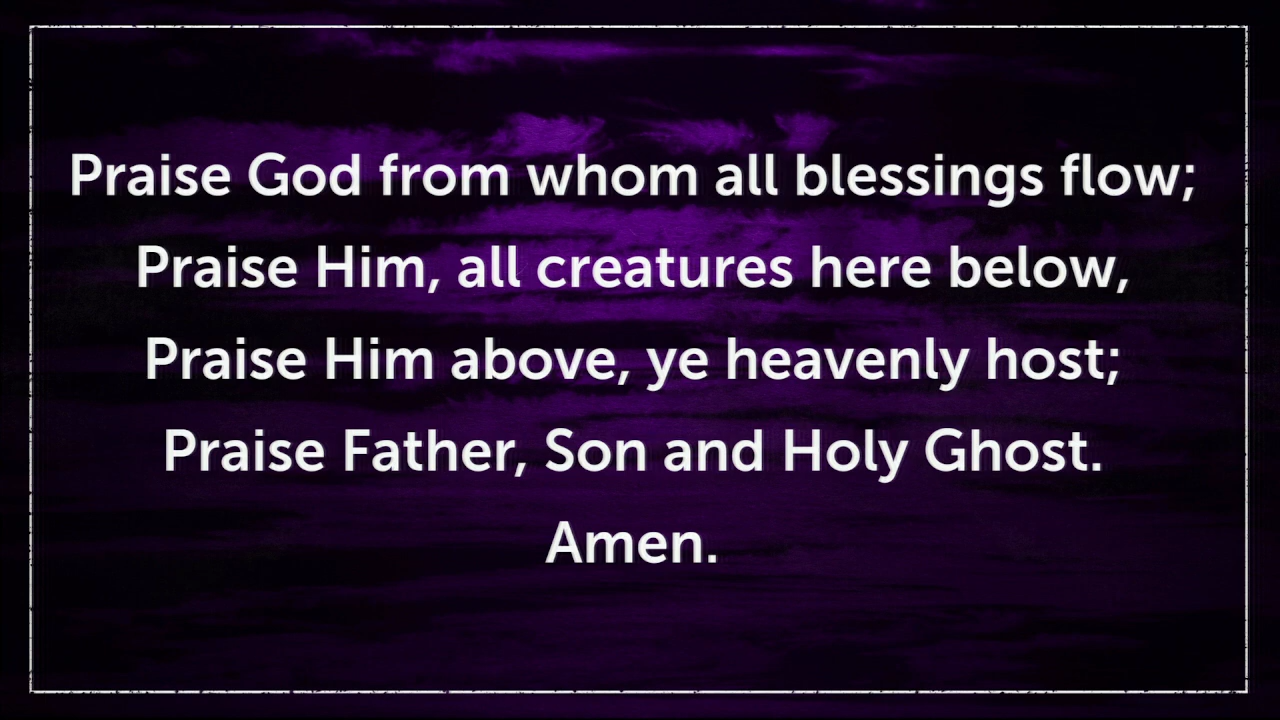 Praise God from whom all blessings flow;
Praise Him, all creatures here below,
Praise Him above, ye heavenly host;
Praise Father, Son and Holy Ghost.
Amen.